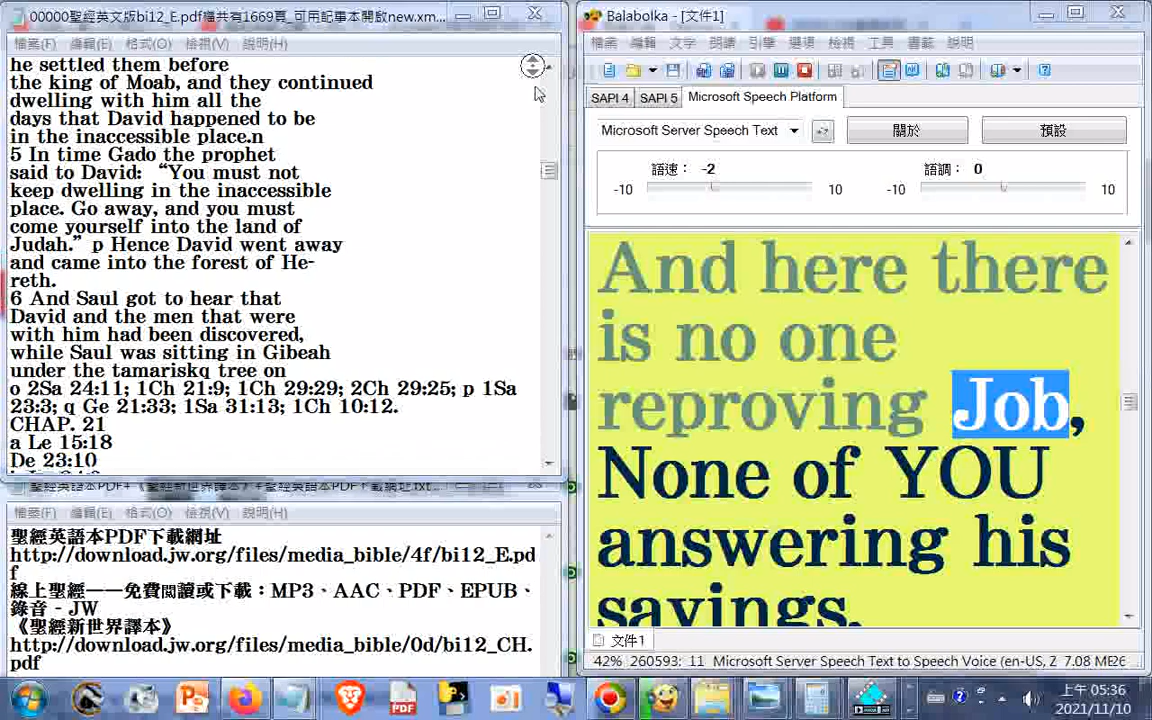 00000聖經英文版bi12_E.pdf檔共有1669頁_可用記事本開啟new.xm...
檔案(F) 編輯(E) 格式(O) 檢視(V) 說明(H)
he settled them before
the king of Moab, and they continued
dwelling with him all the
days that David happened to be
in the inaccessible place.n
5 In time Gado the prophet
said to David: “You must not
keep dwelling in the inaccessible
place. Go away, and you must
come yourself into the land of
Judah.” p Hence David went away
and came into the forest of He-
reth.
6 And Saul got to hear that
David and the men that were
with him had been discovered,
while Saul was sitting in Gibeah
under the tamariskq tree on
o 2Sa 24:11; 1Ch 21:9; 1Ch 29:29; 2Ch 29:25; p 1Sa
23:3; q Ge 21:33; 1Sa 31:13; 1Ch 10:12.
CHAP. 21
a Le 15:18
De 23:10
檔案(F) 編輯(E) 格式(O) 檢視(V) 說明(H)
聖經英語本PDF下載網址
http://download.jw.org/files/media_bible/4f/bi12_E.pd
f
線上聖經——免費閱讀或下載：MP3、AAC、PDF、EPUB、
錄音 - JW
《聖經新世界譯本》
http://download.jw.org/files/media_bible/0d/bi12_CH.
pdf
Balabolka - [文件1]
檔案 編輯 文字 朗讀 引擎 選項 檢視 工具 書籤 說明
SAPI 4 SAPI 5 Microsoft Speech Platform
Microsoft Server Speech Text 關於 預設
語速： -2 語調： 0
-10 10 -10 10
And here there
is no one
reproving Job,
None of YOU
answering his
sayings.
文件1
42% 260593: 11 Microsoft Server Speech Text to Speech Voice (en-US, Z 7.08 ME26
上午 05:36
2021/11/10